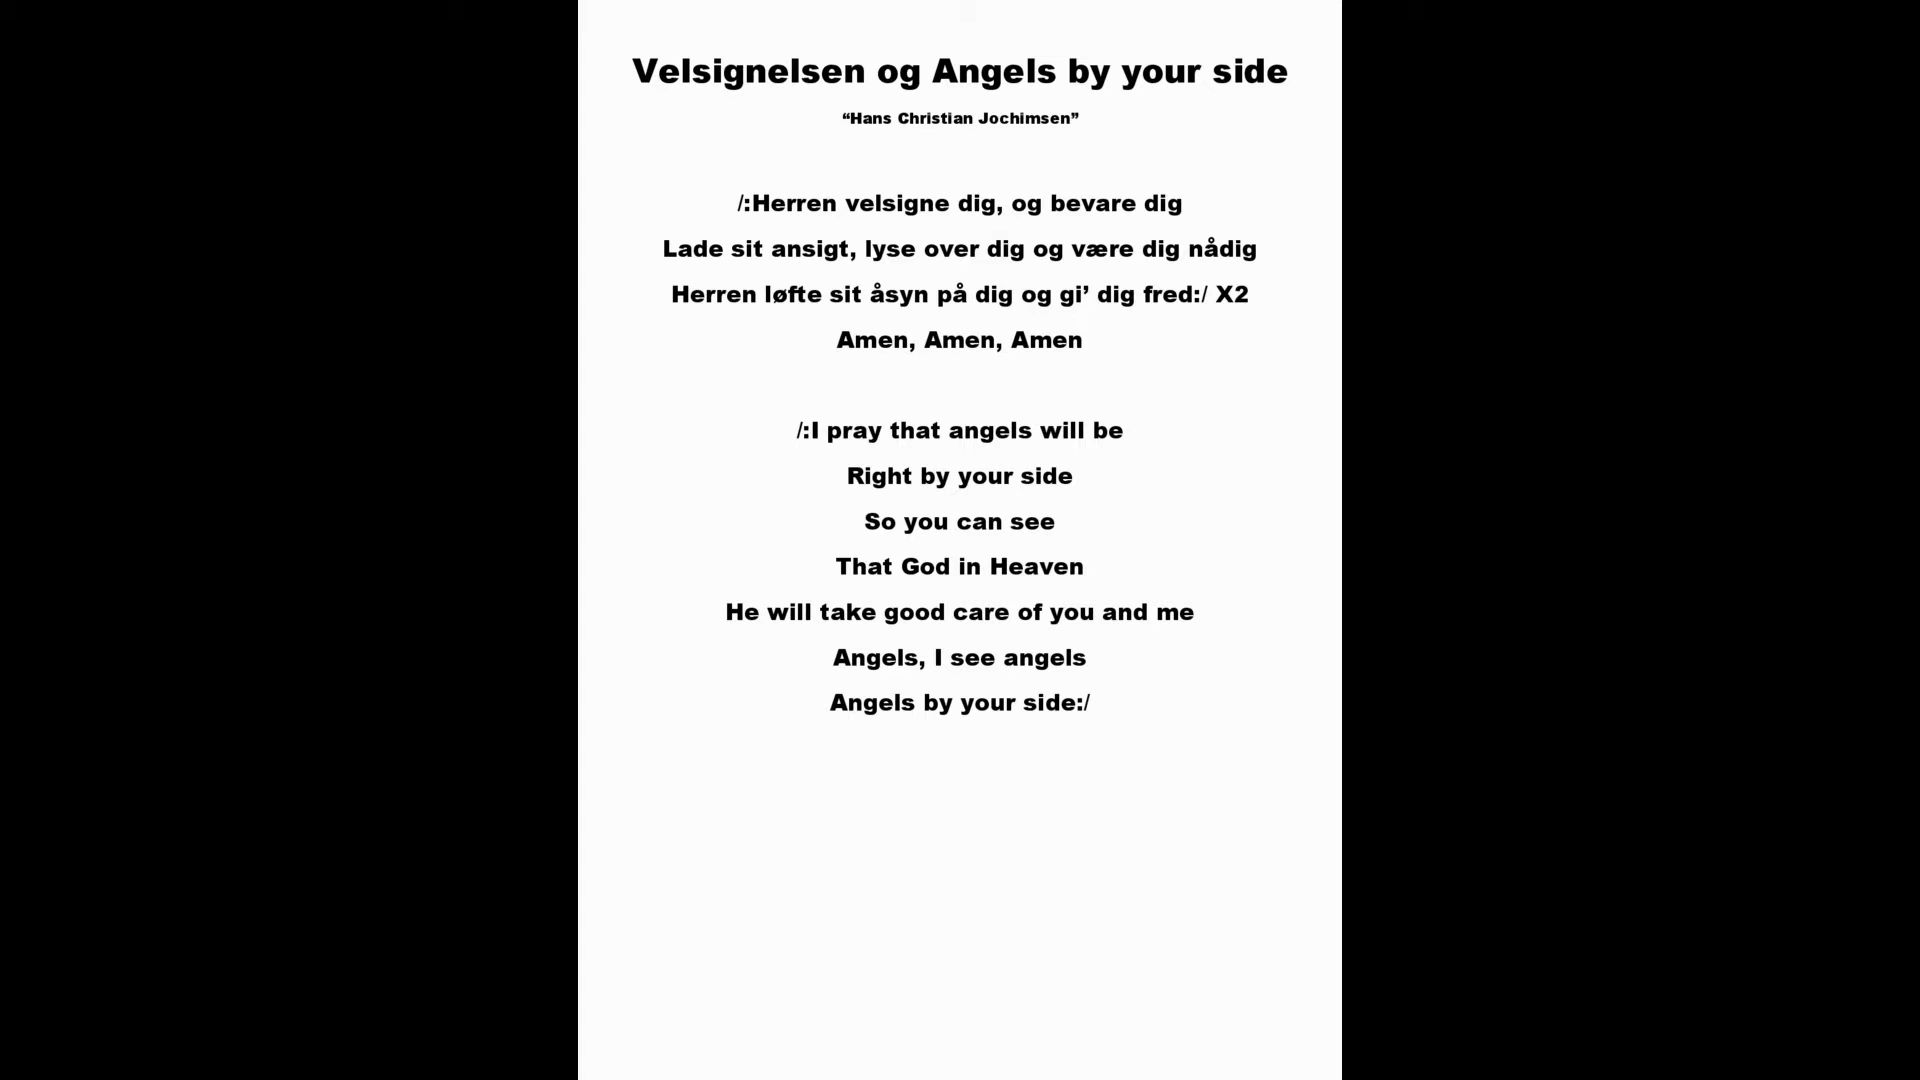 Velsignelsen og Angels by your side
“Hans Christian Jochimsen”
/:Herren velsigne dig, og bevare dig
Lade sit ansigt, lyse over dig og være dig nådig
Herren løfte sit åsyn på dig og gi’ dig fred:/ X2
Amen, Amen, Amen
/:I pray that angels will be
Right by your side
So you can see
That God in Heaven
He will take good care of you and me
Angels, I see angels
Angels by your side:/